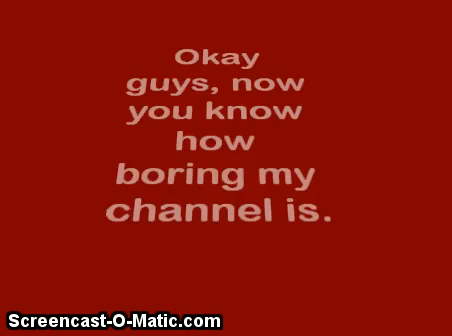 Okay
guys, now
you know
how
boring my
channel is.
Screencast-O-Matic.com